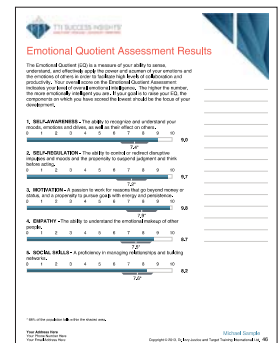 TTI SUCCESS INSIGHTS
Emotional Quotient Assessment Results
The Emotional Quotient (EQ) is a measure of your ability to sense,
understand, and effectively apply the power and acumen of your emotions and
the emotions of others in order to facilitate high levels of collaboration and
productivity. Your overall score on the Emotional Quotient Assessment
indicates your level of overall emotional intelligence. The higher the number,
the more emotionally intelligent you are. If your goal is to raise your EQ, the
components on which you have scored the lowest should be the focus of your
development.
1. SELF-AWARENESS - The ability to recognize and understand your
moods, emotions and drives, as well as their effect on others.
0 1 2 3 4 5 6 7 8 9 10
9.0
7.4*
2. SELF-REGULATION - The ability to control or redirect disruptive
impulses and moods and the propensity to suspend judgment and think
before acting.
0 1 2 3 4 5 6 7 8 9 10
9.7
7.2*
3. MOTIVATION - A passion to work for reasons that go beyond money or
status, and a propensity to pursue goals with energy and persistence.
0 1 2 3 4 5 6 7 8 9 10
9.8
7.9*
4. EMPATHY - The ability to understand the emotional makeup of other
people.
0 1 2 3 4 5 6 7 8 9 10
8.7
7.5*
5. SOCIAL SKILLS - A proficiency in managing relationships and building
networks.
0 1 2 3 4 5 6 7 8 9 10
8.2
* 68% of the population falls within the shaded area.
Your Address Here
Your Phone Number Here
Your Email Address Here
Michael Sample
46